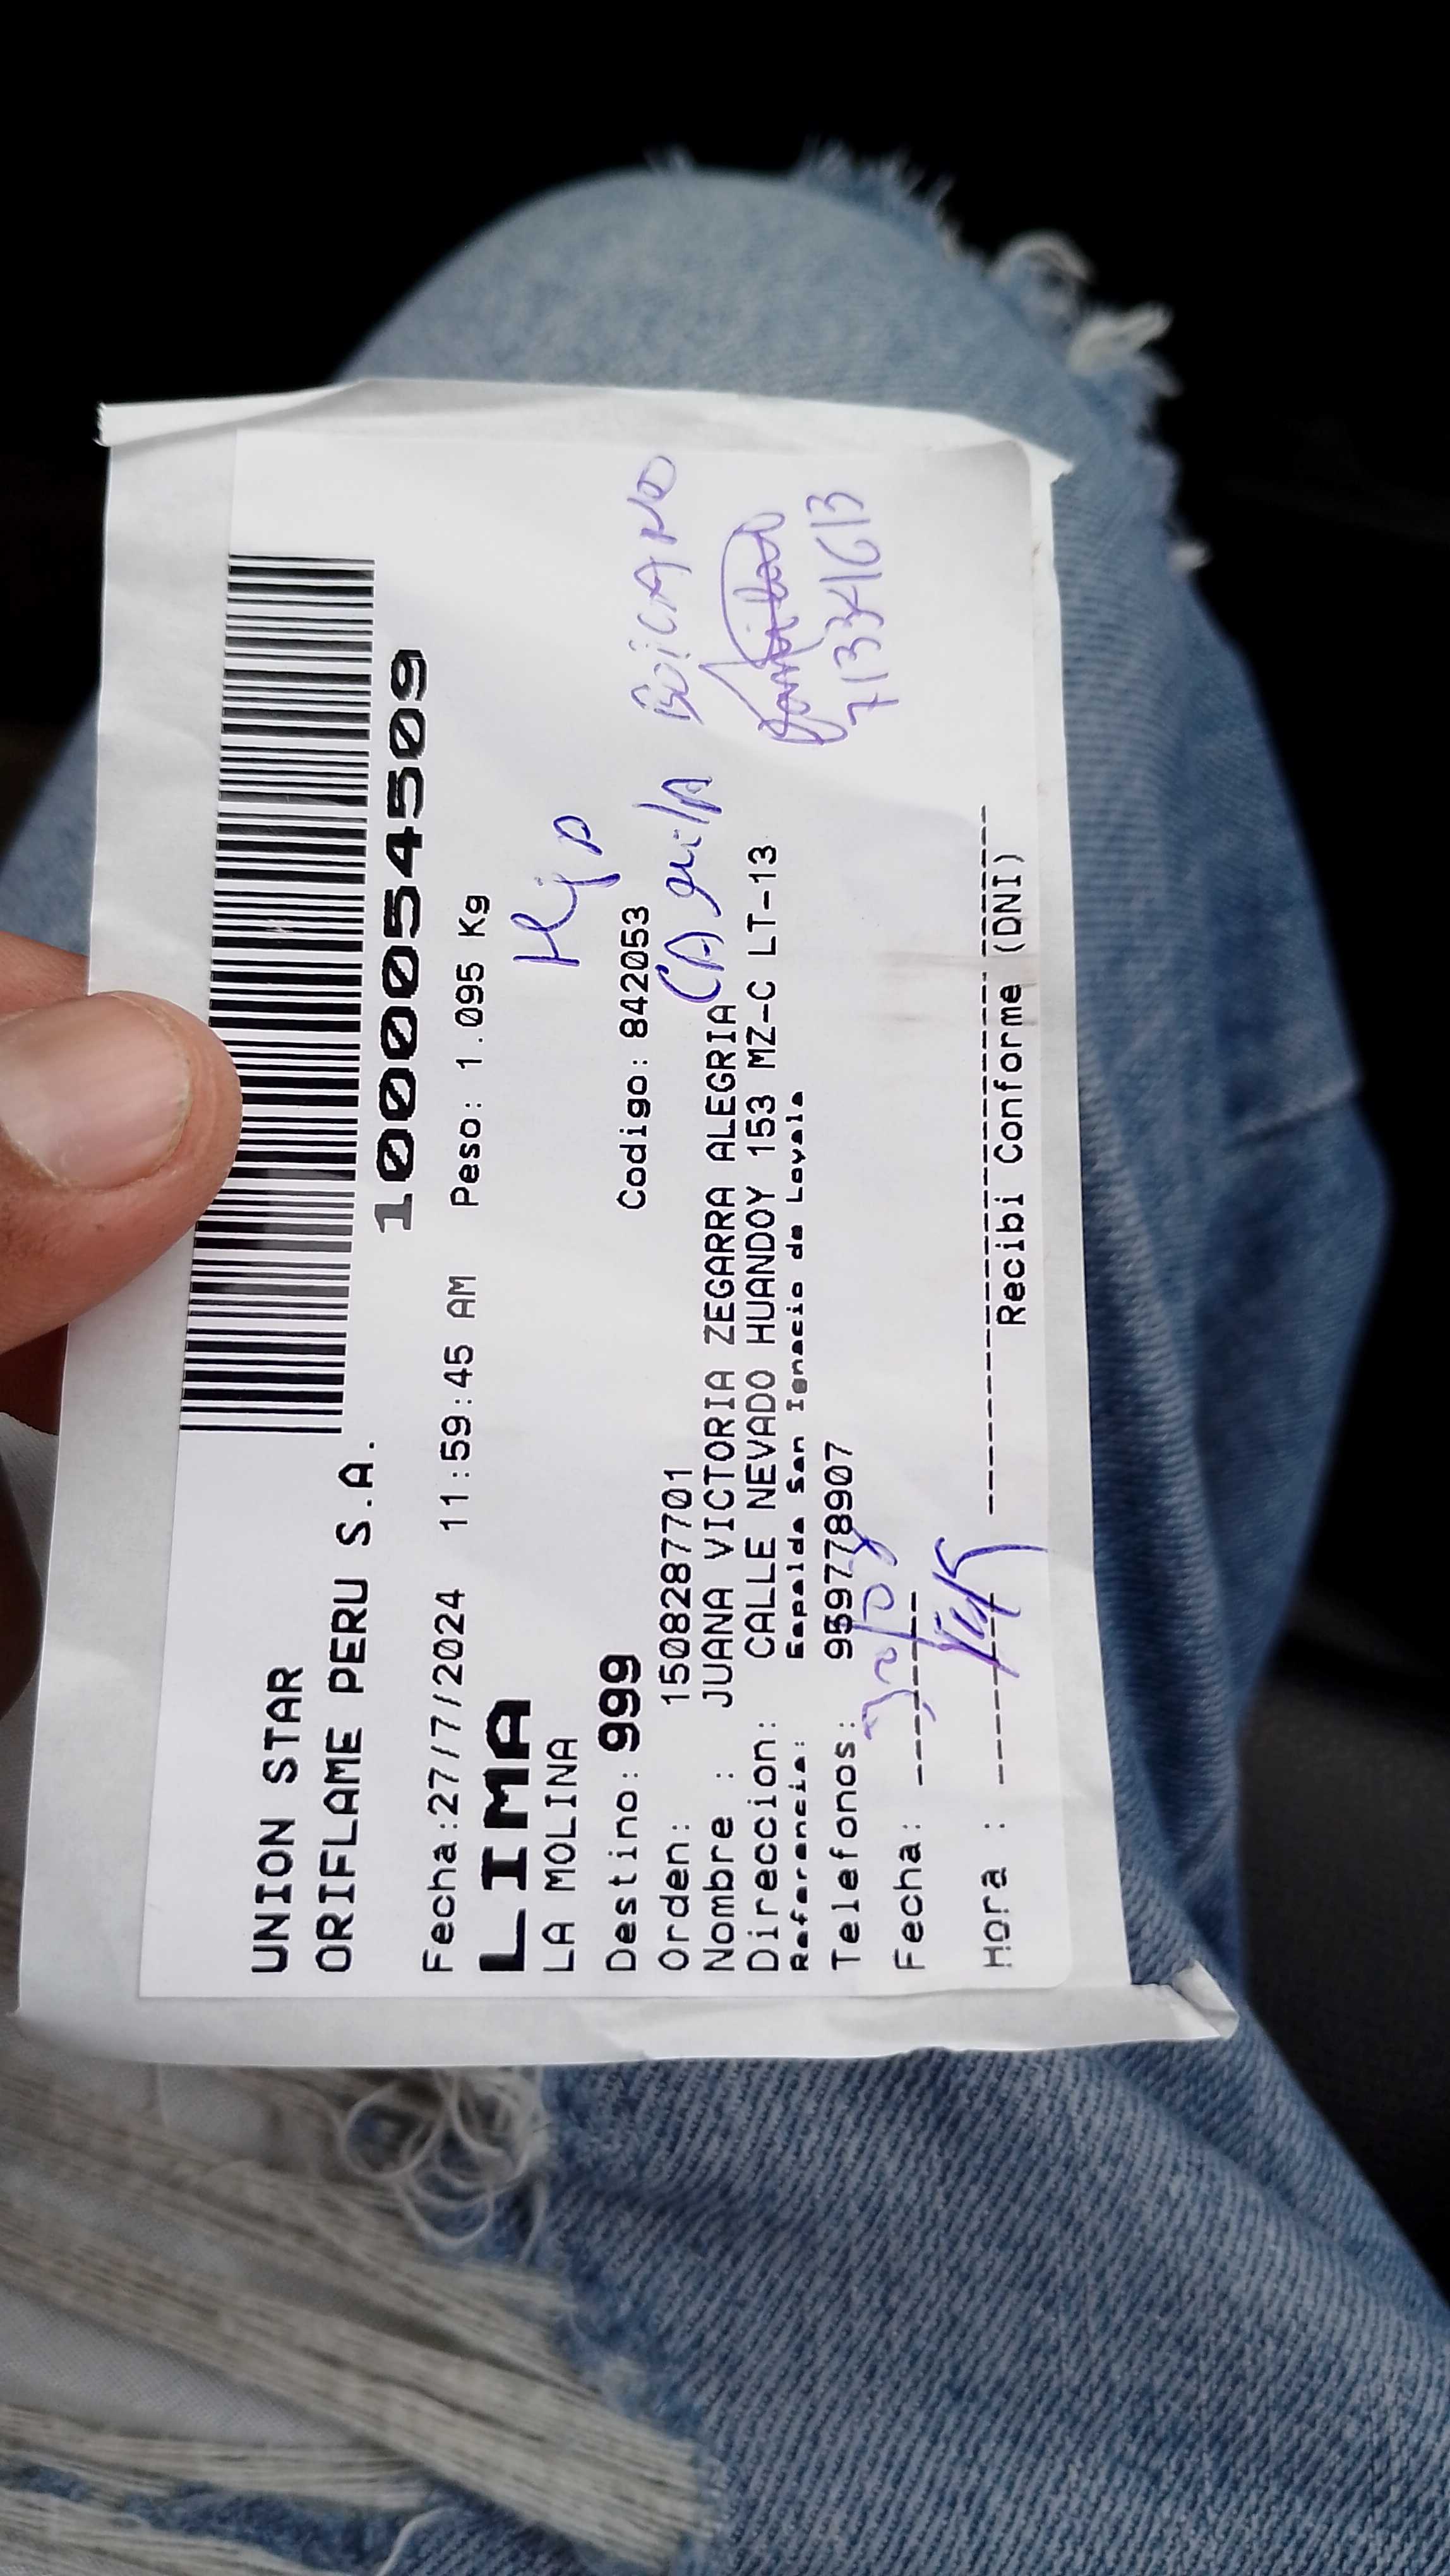 UNION STAR
ORIFLAME PERU S.A.
1000054509
Fecha:27/7/2024 11:59:45 AM Peso: 1.095 Kg
LIMA
LA MOLINA
Destino: 999 Codigo: 842053
Orden: 1508287701
Nombre : JUANA VICTORIA ZEGARRA ALEGRIA
Direccion: CALLE NEVADO HUANDOY 153 MZ-C LT-13
Referencia: Espalda San Ignacio de Loyola
Telefonos: 959778907
Fecha: --------
Hora : --------
Recibi Conforme (DNI)